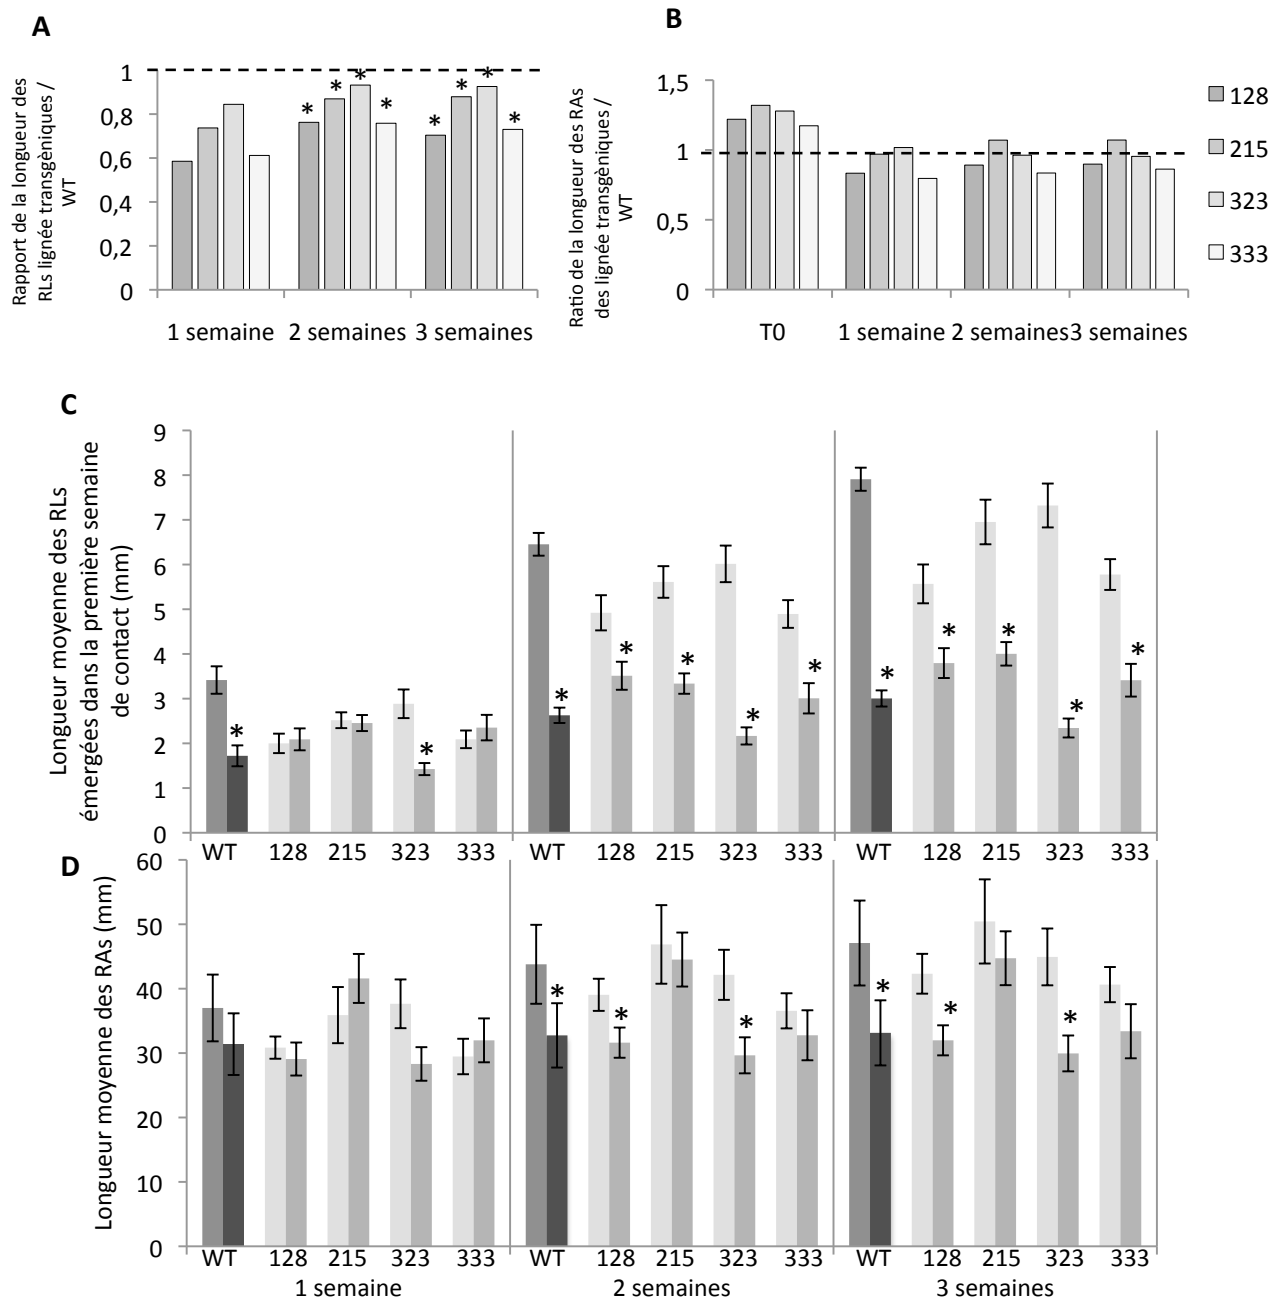 A
Rapport de la longueur des
RLs lignée transgèniques /
WT
1
0,8
0,6
0,4
0,2
0
* * * * * * * *
1 semaine 2 semaines 3 semaines
B
Ratio de la longueur des RAs
des lignée transgèniques /
WT
1,5
1
0,5
0
T0 1 semaine 2 semaines 3 semaines
128
215
323
333
C
Longueur moyenne des RLs
émergées dans la première semaine
de contact (mm)
9
8
7
6
5
4
3
2
1
0
* * * * * * * * * * * *
WT 128 215 323 333 WT 128 215 323 333 WT 128 215 323 333
D
Longueur moyenne des RAs (mm)
60
50
40
30
20
10
0
* * * * * *
WT 128 215 323 333 WT 128 215 323 333 WT 128 215 323 333
1 semaine 2 semaines 3 semaines